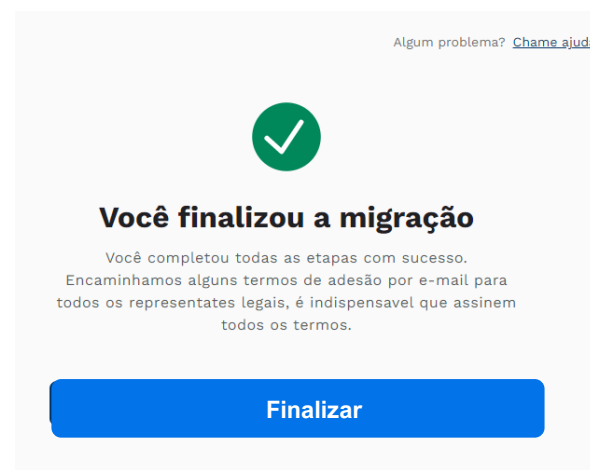 Algum problema? Chame ajud
Você finalizou a migração
Você completou todas as etapas com sucesso.
Encaminhamos alguns termos de adesão por e-mail para
todos os representates legais, é indispensavel que assinem
todos os termos.
Finalizar